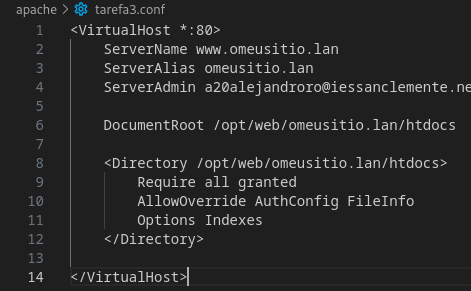 apache > tarefa3.conf
1 <VirtualHost *:80>
2 ServerName www.omeusitio.lan
3 ServerAlias omeusitio.lan
4 ServerAdmin a20alejandroro@iessanclemente.ne
5
6 DocumentRoot /opt/web/omeusitio.lan/htdocs
7
8 <Directory /opt/web/omeusitio.lan/htdocs>
9 Require all granted
10 AllowOverride AuthConfig FileInfo
11 Options Indexes
12 </Directory>
13
14 </VirtualHost>